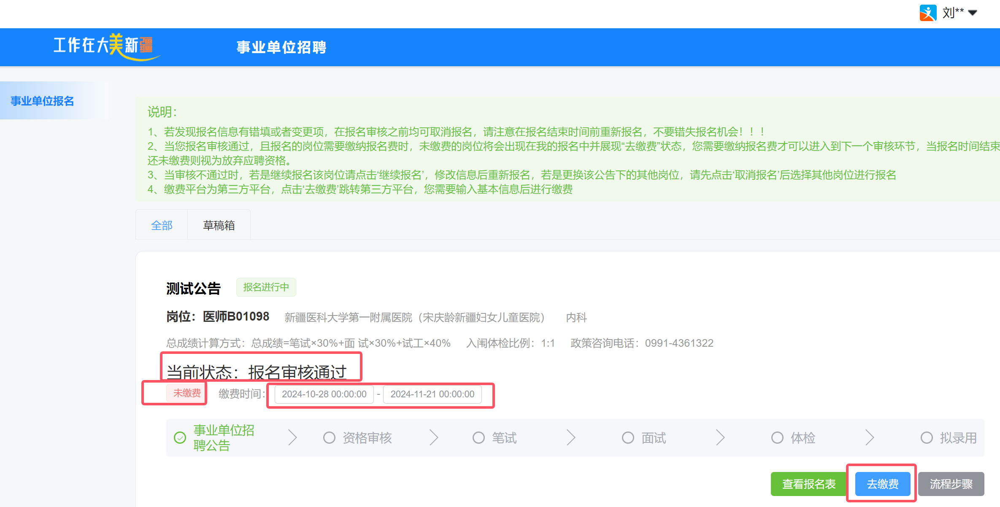 刘**
工作在大美新疆
事业单位招聘
事业单位报名
说明：
1、若发现报名信息有错填或者变更项，在报名审核之前均可取消报名，请注意在报名结束时间前重新报名，不要错失报名机会！！！
2、当您报名审核通过，且报名的岗位需要缴纳报名费时，未缴费的岗位将会出现在我的报名中并展现“去缴费”状态，您需要缴纳报名费才可以进入到下一个审核环节，当报名时间结束
还未缴费则视为放弃应聘资格。
3、当审核不通过时，若是继续报名该岗位请点击‘继续报名’，修改信息后重新报名，若是更换该公告下的其他岗位，请先点击‘取消报名’后选择其他岗位进行报名
4、缴费平台为第三方平台，点击‘去缴费’跳转第三方平台，您需要输入基本信息后进行缴费
全部 草稿箱
测试公告 报名进行中
岗位：医师B01098 新疆医科大学第一附属医院（宋庆龄新疆妇女儿童医院） 内科
总成绩计算方式：总成绩=笔试×30%+面 试×30%+试工×40% 入闱体检比例：1:1 政策咨询电话：0991-4361322
当前状态：报名审核通过
未缴费 缴费时间： 2024-10-28 00:00:00 - 2024-11-21 00:00:00
事业单位招
聘公告
资格审核 笔试 面试 体检 拟录用
查看报名表 去缴费 流程步骤